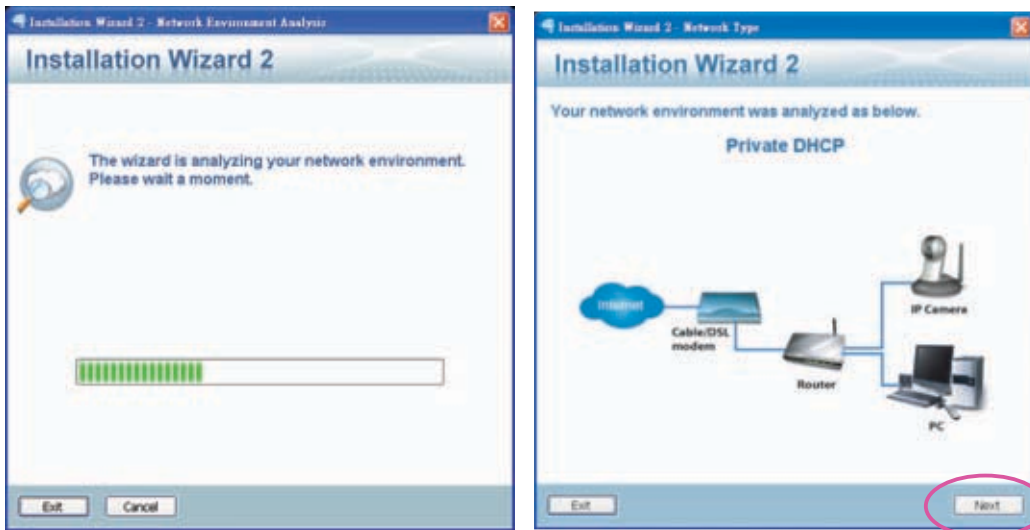 Installation Wizard 2 - Network Environment Analysis
Installation Wizard 2
The wizard is analyzing your network environment.
Please wait a moment.
Exit
Cancel
Installation Wizard 2 - Network Type
Installation Wizard 2
Your network environment was analyzed as below.
Private DHCP
Internet
Cable/DSL
modem
Router
IP Camera
PC
Exit
Next